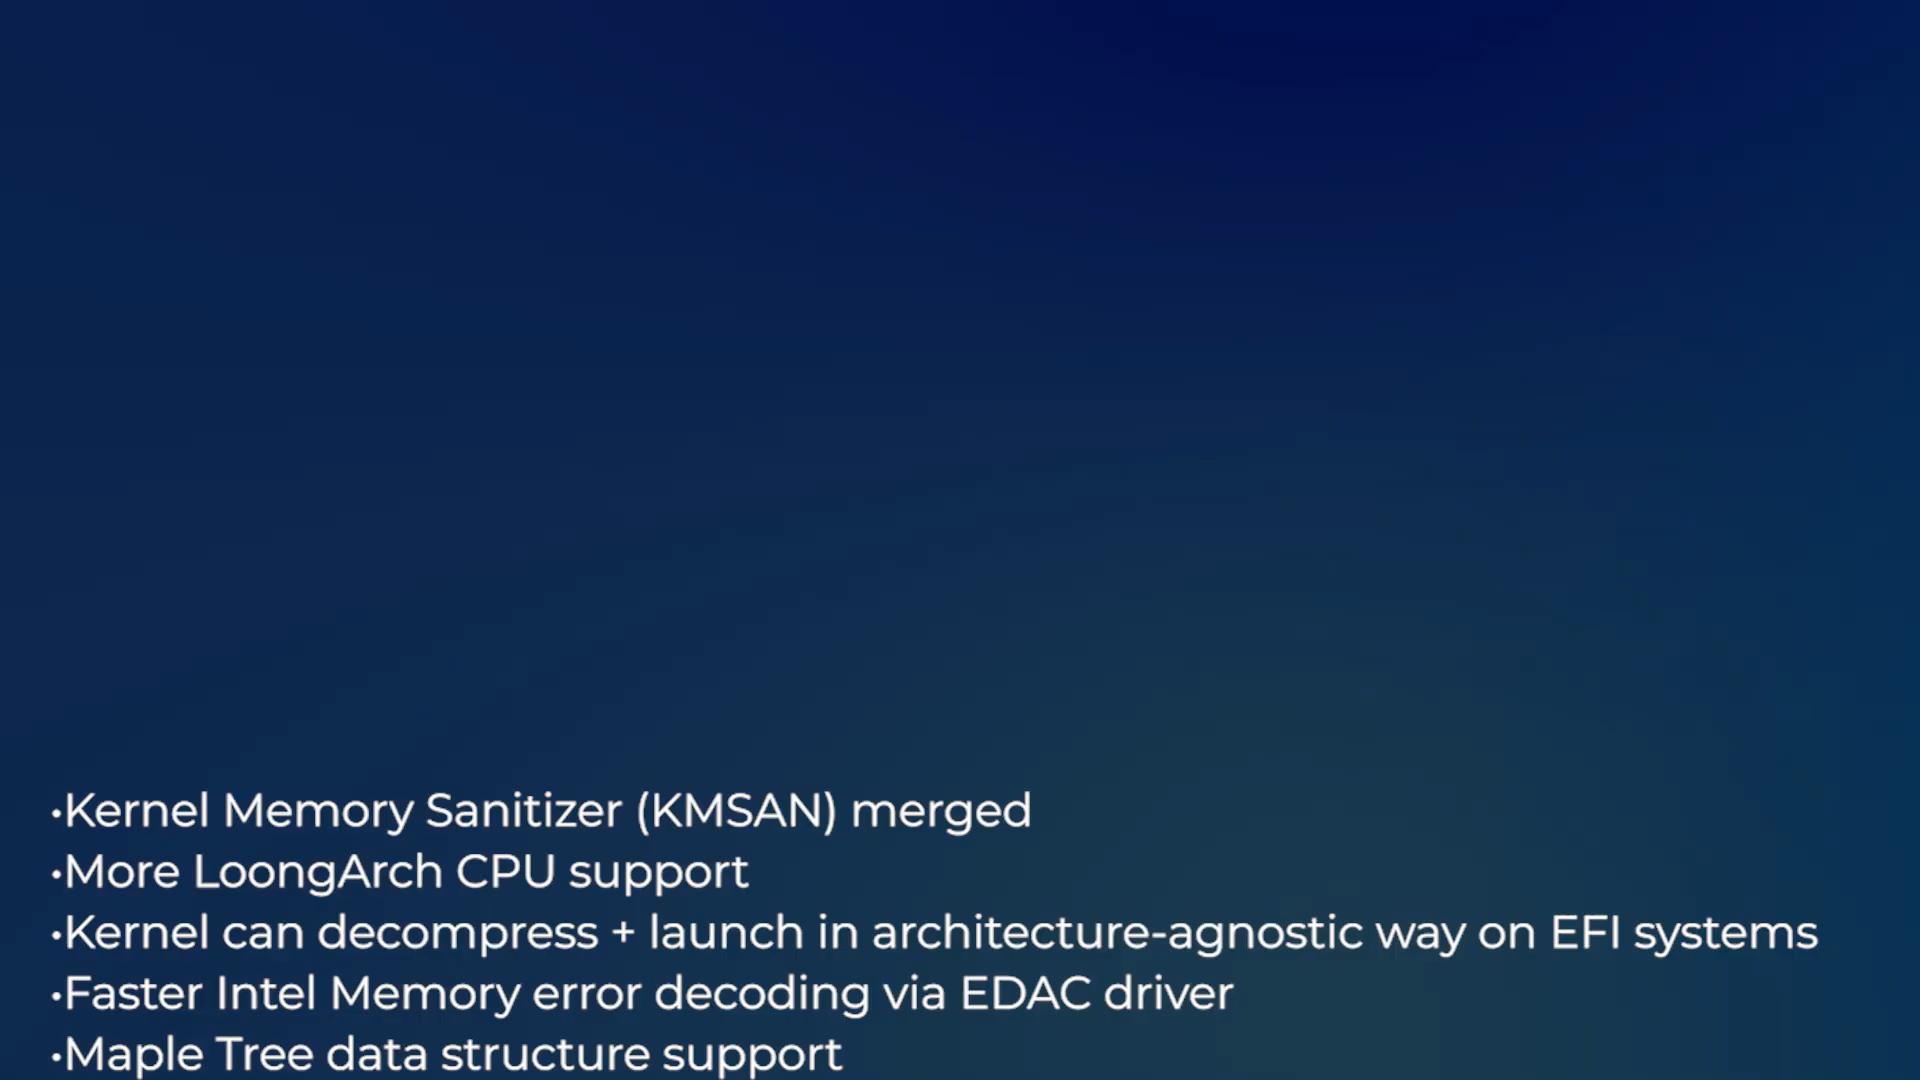 •Kernel Memory Sanitizer (KMSAN) merged
•More LoongArch CPU support
•Kernel can decompress + launch in architecture-agnostic way on EFI systems
•Faster Intel Memory error decoding via EDAC driver
•Maple Tree data structure support